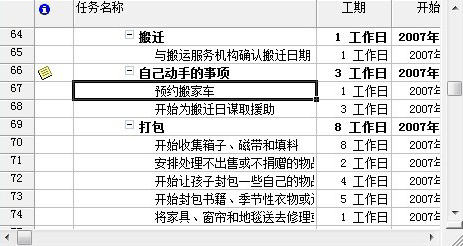 任务名称 工期 开始
64 搬迁 1 工作日 2007年
65 与搬运服务机构确认搬迁日期 1 工作日 2007年
66 自己动手的事项 3 工作日 2007年
67 预约搬家车 1 工作日 2007年
68 开始为搬迁日谋取援助 3 工作日 2007年
69 打包 8 工作日 2007年
70 开始收集箱子、磁带和填料 8 工作日 2007年
71 安排处理不出售或不捐赠的物品 2 工作日 2007年
72 开始让孩子封包一些自己的物品 4 工作日 2007年
73 开始封包书籍、季节性衣物或 5 工作日 2007年
74 将家具、窗帘和地毯送去修理或 1 工作日 2007年